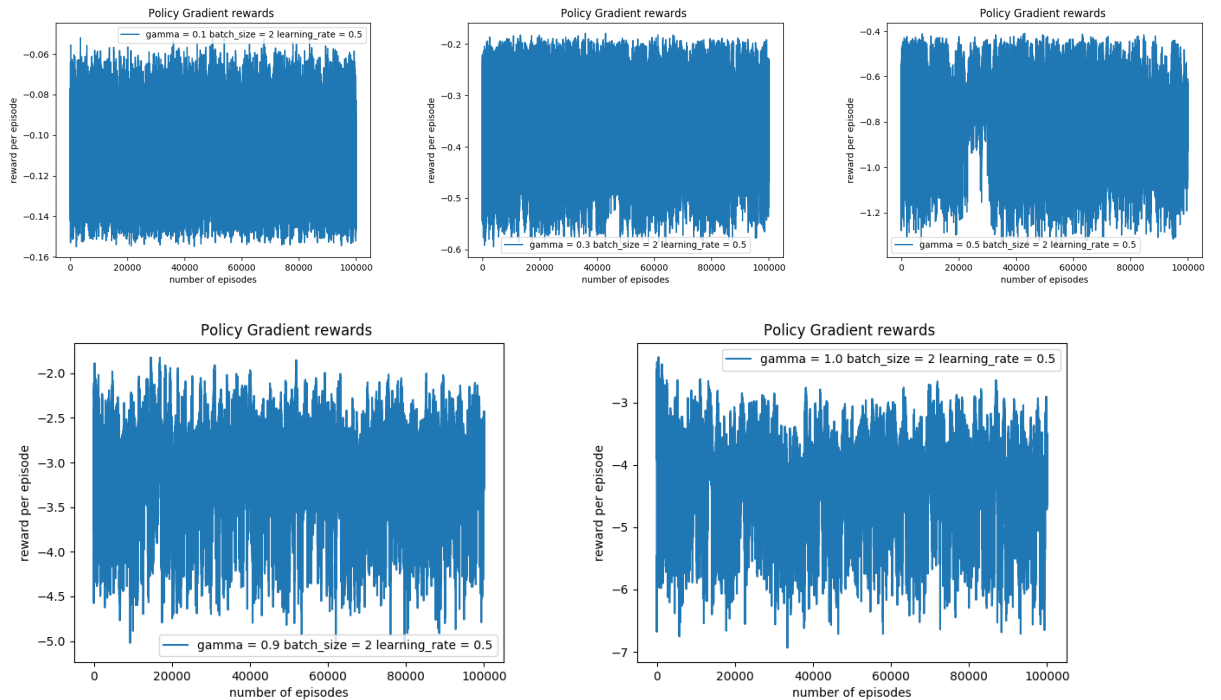 Policy Gradient rewards
gamma = 0.1 batch_size = 2 learning_rate = 0.5
reward per episode
−0.06
−0.08
−0.10
−0.12
−0.14
−0.16
0 20000 40000 60000 80000 100000
number of episodes
Policy Gradient rewards
reward per episode
−0.2
−0.3
−0.4
−0.5
−0.6
gamma = 0.3 batch_size = 2 learning_rate = 0.5
0 20000 40000 60000 80000 100000
number of episodes
Policy Gradient rewards
reward per episode
−0.4
−0.6
−0.8
−1.0
−1.2
gamma = 0.5 batch_size = 2 learning_rate = 0.5
0 20000 40000 60000 80000 100000
number of episodes
Policy Gradient rewards
reward per episode
−2.0
−2.5
−3.0
−3.5
−4.0
−4.5
−5.0
gamma = 0.9 batch_size = 2 learning_rate = 0.5
0 20000 40000 60000 80000 100000
number of episodes
Policy Gradient rewards
gamma = 1.0 batch_size = 2 learning_rate = 0.5
reward per episode
−3
−4
−5
−6
−7
0 20000 40000 60000 80000 100000
number of episodes